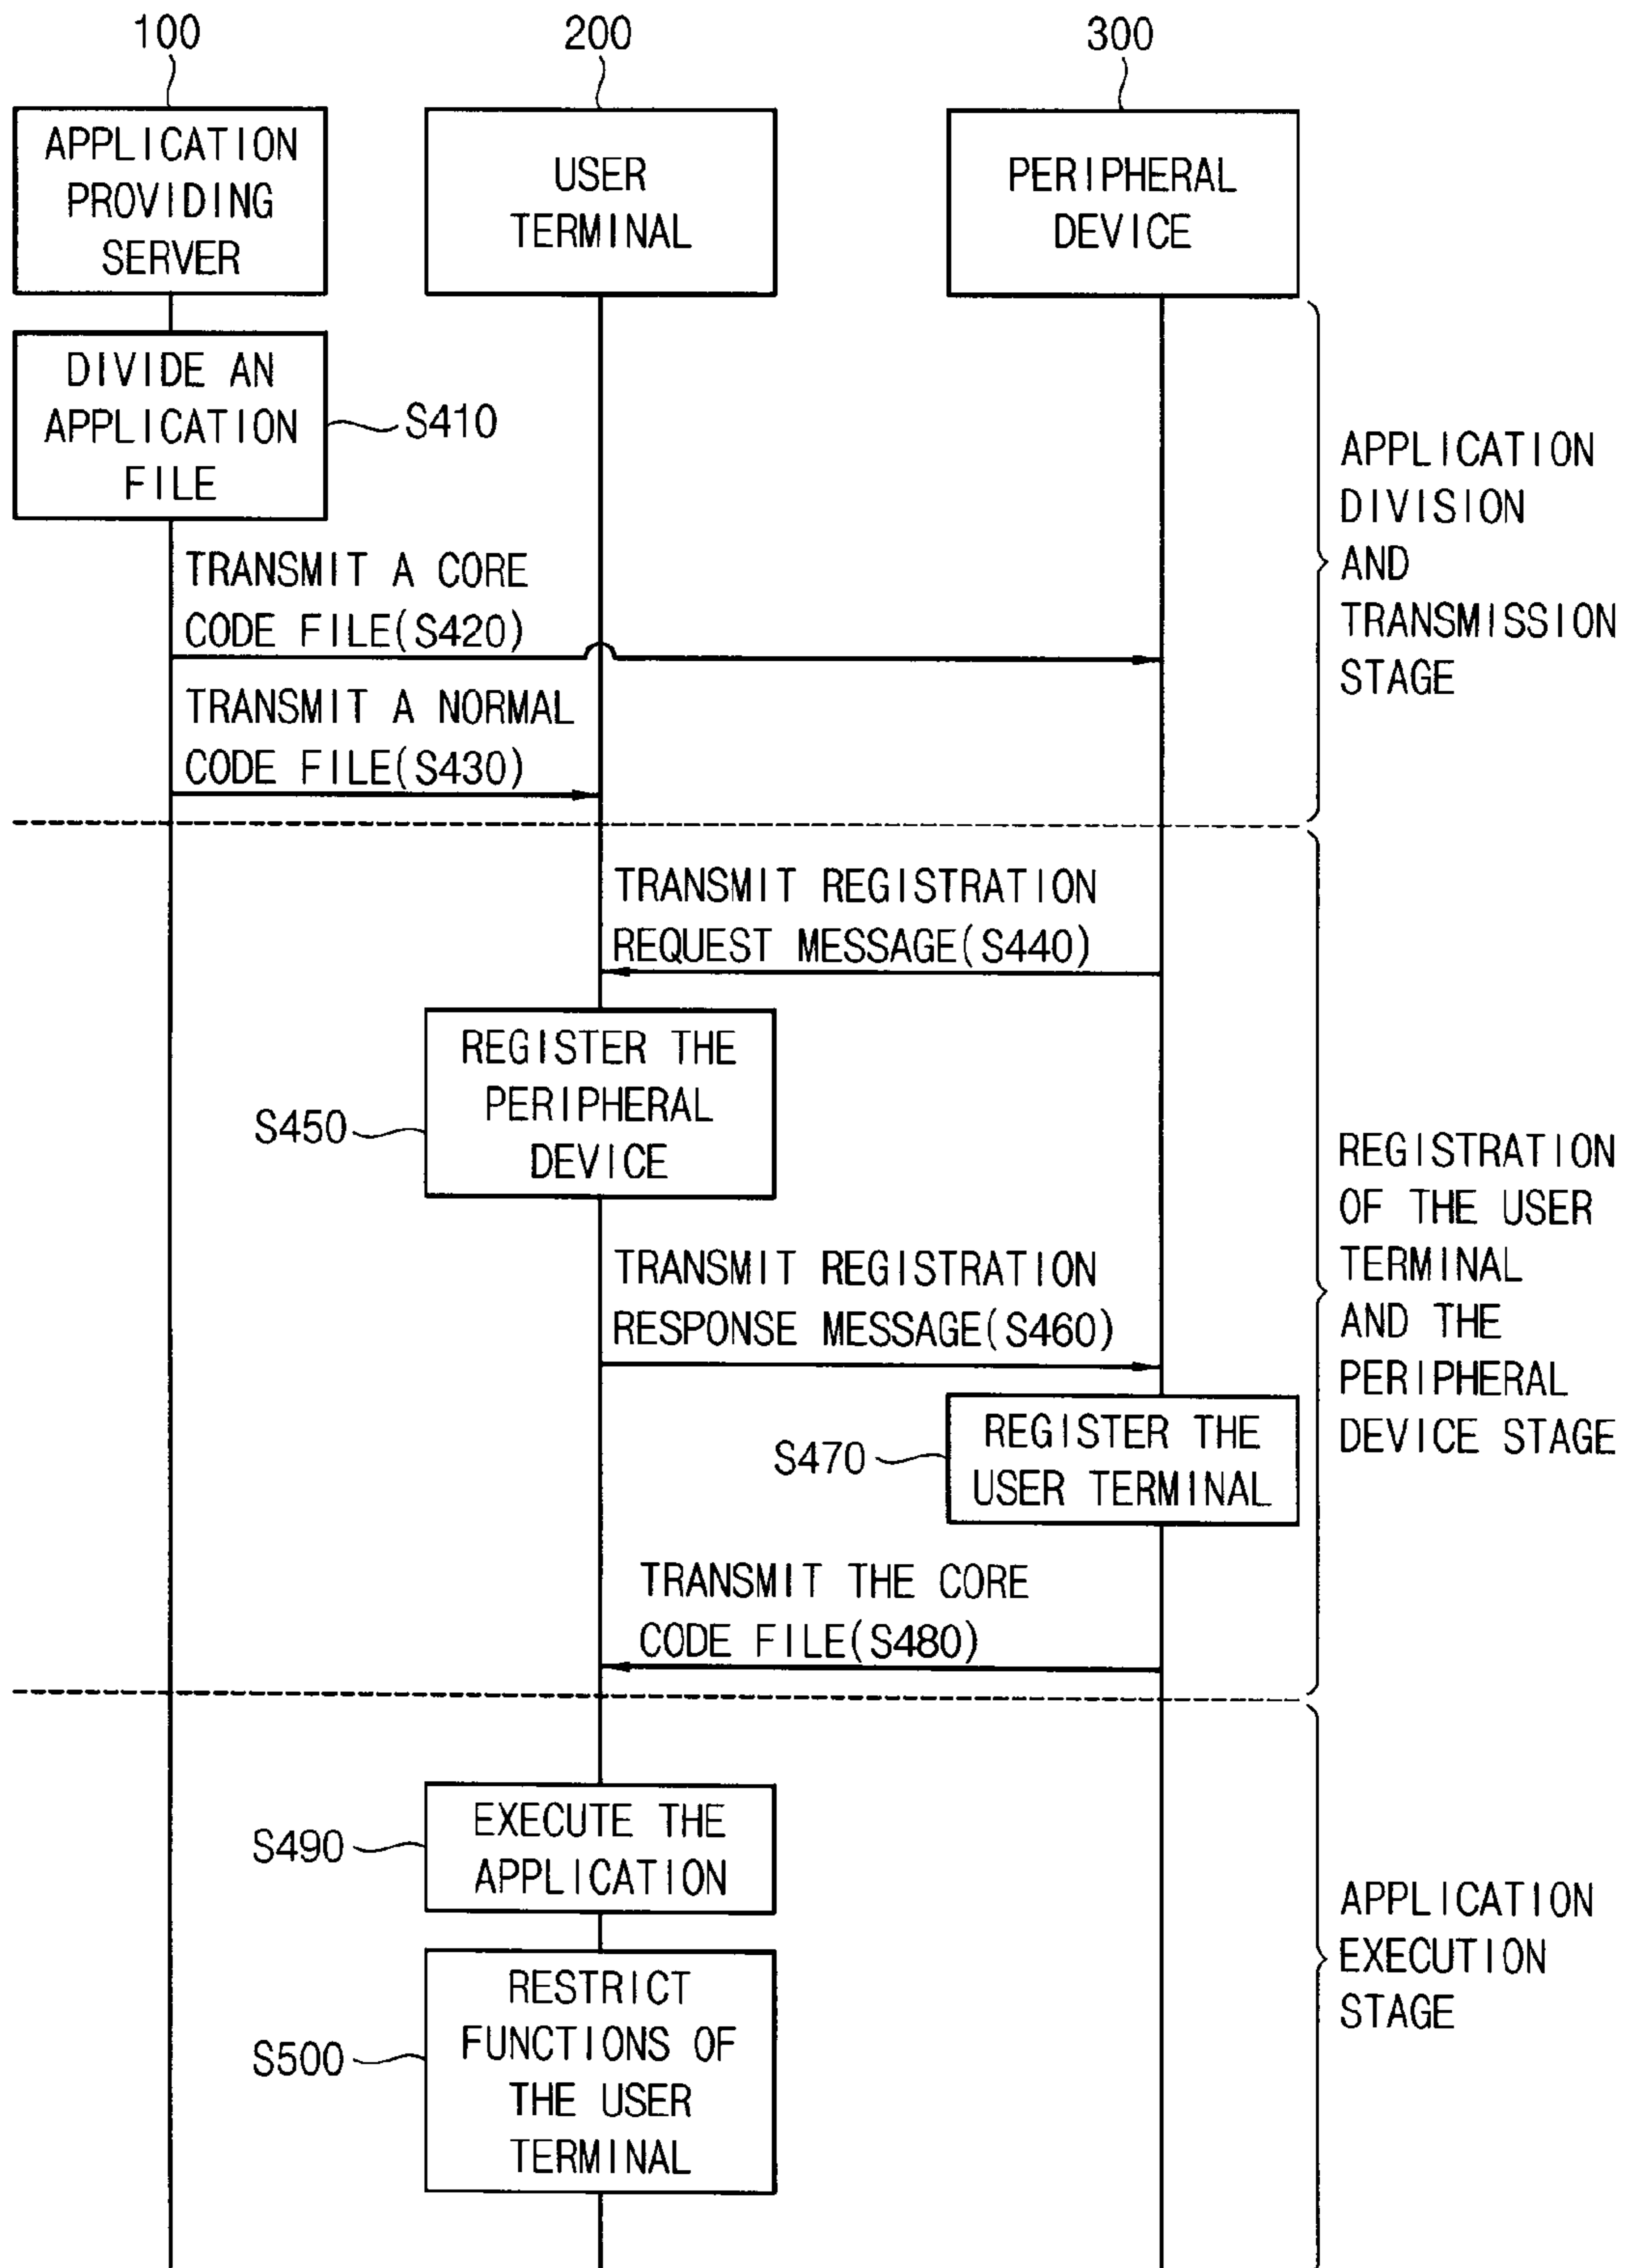 100
200
300
APPLICATION
PROVIDING
SERVER
USER
TERMINAL
PERIPHERAL
DEVICE
DIVIDE AN
APPLICATION
FILE
S410
TRANSMIT A CORE
CODE FILE(S420)
TRANSMIT A NORMAL
CODE FILE(S430)
APPLICATION
DIVISION
AND
TRANSMISSION
STAGE
TRANSMIT REGISTRATION
REQUEST MESSAGE(S440)
REGISTER THE
PERIPHERAL
DEVICE
S450
TRANSMIT REGISTRATION
RESPONSE MESSAGE(S460)
REGISTER THE
USER TERMINAL
S470
TRANSMIT THE CORE
CODE FILE(S480)
REGISTRATION
OF THE USER
TERMINAL
AND THE
PERIPHERAL
DEVICE STAGE
EXECUTE THE
APPLICATION
S490
RESTRICT
FUNCTIONS OF
THE USER
TERMINAL
S500
APPLICATION
EXECUTION
STAGE